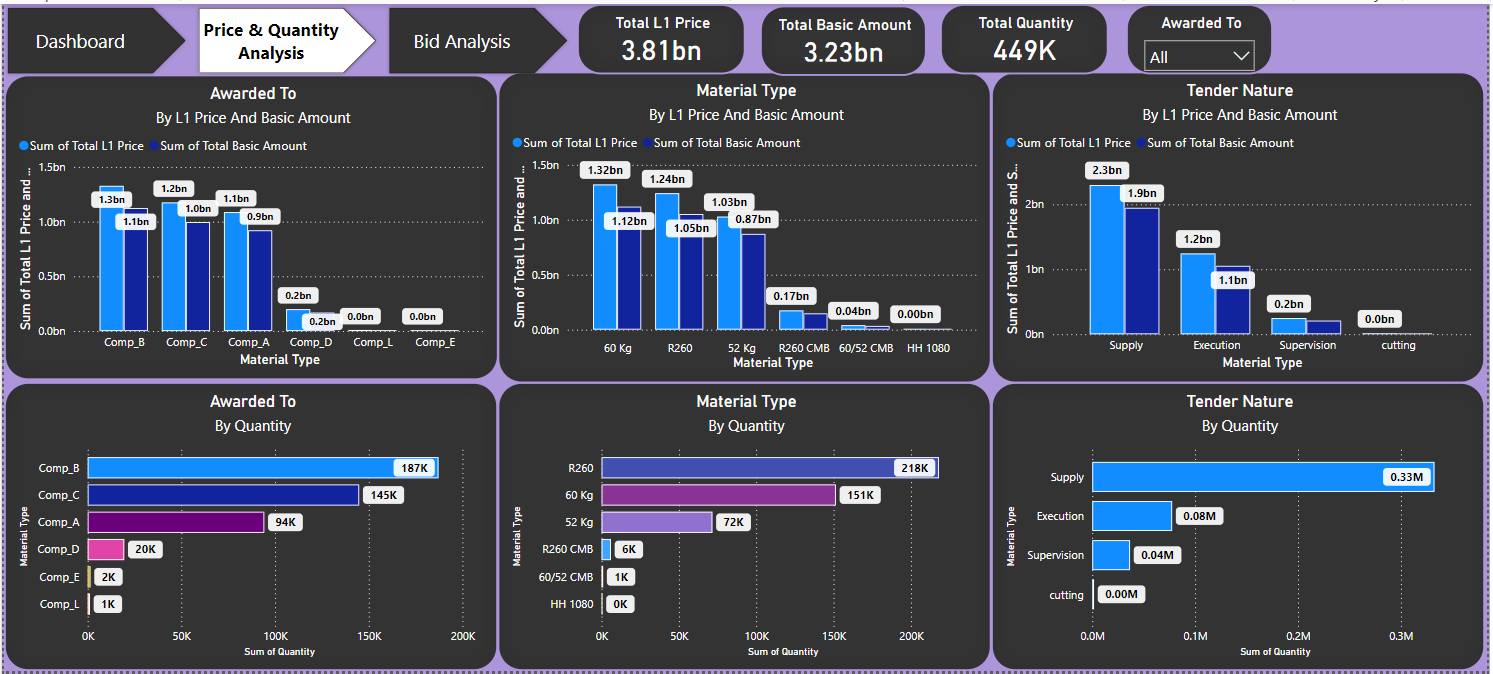 Dashboard
Price & Quantity
Analysis
Bid Analysis
Total L1 Price
3.81bn
Total Basic Amount
3.23bn
Total Quantity
449K
Awarded To
All
Awarded To
By L1 Price And Basic Amount
Sum of Total L1 Price Sum of Total Basic Amount
Sum of Total L1 Price and ...
1.5bn
1.0bn
0.5bn
0.0bn
1.3bn
1.1bn
1.2bn
1.0bn
1.1bn
0.9bn
0.2bn
0.2bn
0.0bn
0.0bn
Comp_B Comp_C Comp_A Comp_D Comp_L Comp_E
Material Type
Material Type
By L1 Price And Basic Amount
Sum of Total L1 Price Sum of Total Basic Amount
Sum of Total L1 Price and ...
1.5bn
1.0bn
0.5bn
0.0bn
1.32bn
1.12bn
1.24bn
1.05bn
1.03bn
0.87bn
0.17bn
0.04bn
0.00bn
60 Kg R260 52 Kg R260 CMB 60/52 CMB HH 1080
Material Type
Tender Nature
By L1 Price And Basic Amount
Sum of Total L1 Price Sum of Total Basic Amount
Sum of Total L1 Price and S...
2bn
1bn
0bn
2.3bn
1.9bn
1.2bn
1.1bn
0.2bn
0.0bn
Supply Execution Supervision cutting
Material Type
Awarded To
By Quantity
Material Type
Comp_B 187K
Comp_C 145K
Comp_A 94K
Comp_D 20K
Comp_E 2K
Comp_L 1K
0K 50K 100K 150K 200K
Sum of Quantity
Material Type
By Quantity
Material Type
R260 218K
60 Kg 151K
52 Kg 72K
R260 CMB 6K
60/52 CMB 1K
HH 1080 0K
0K 50K 100K 150K 200K
Sum of Quantity
Tender Nature
By Quantity
Material Type
Supply 0.33M
Execution 0.08M
Supervision 0.04M
cutting 0.00M
0.0M 0.1M 0.2M 0.3M
Sum of Quantity